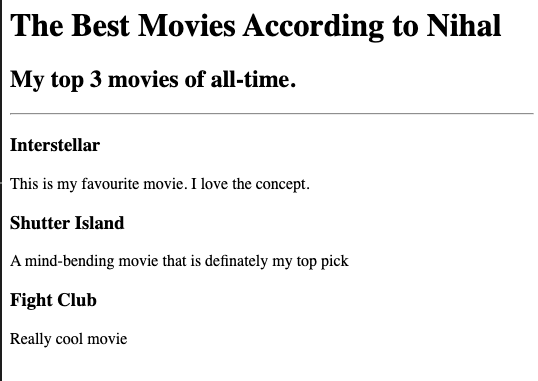 The Best Movies According to Nihal
My top 3 movies of all-time.
Interstellar
This is my favourite movie. I love the concept.
Shutter Island
A mind-bending movie that is definately my top pick
Fight Club
Really cool movie